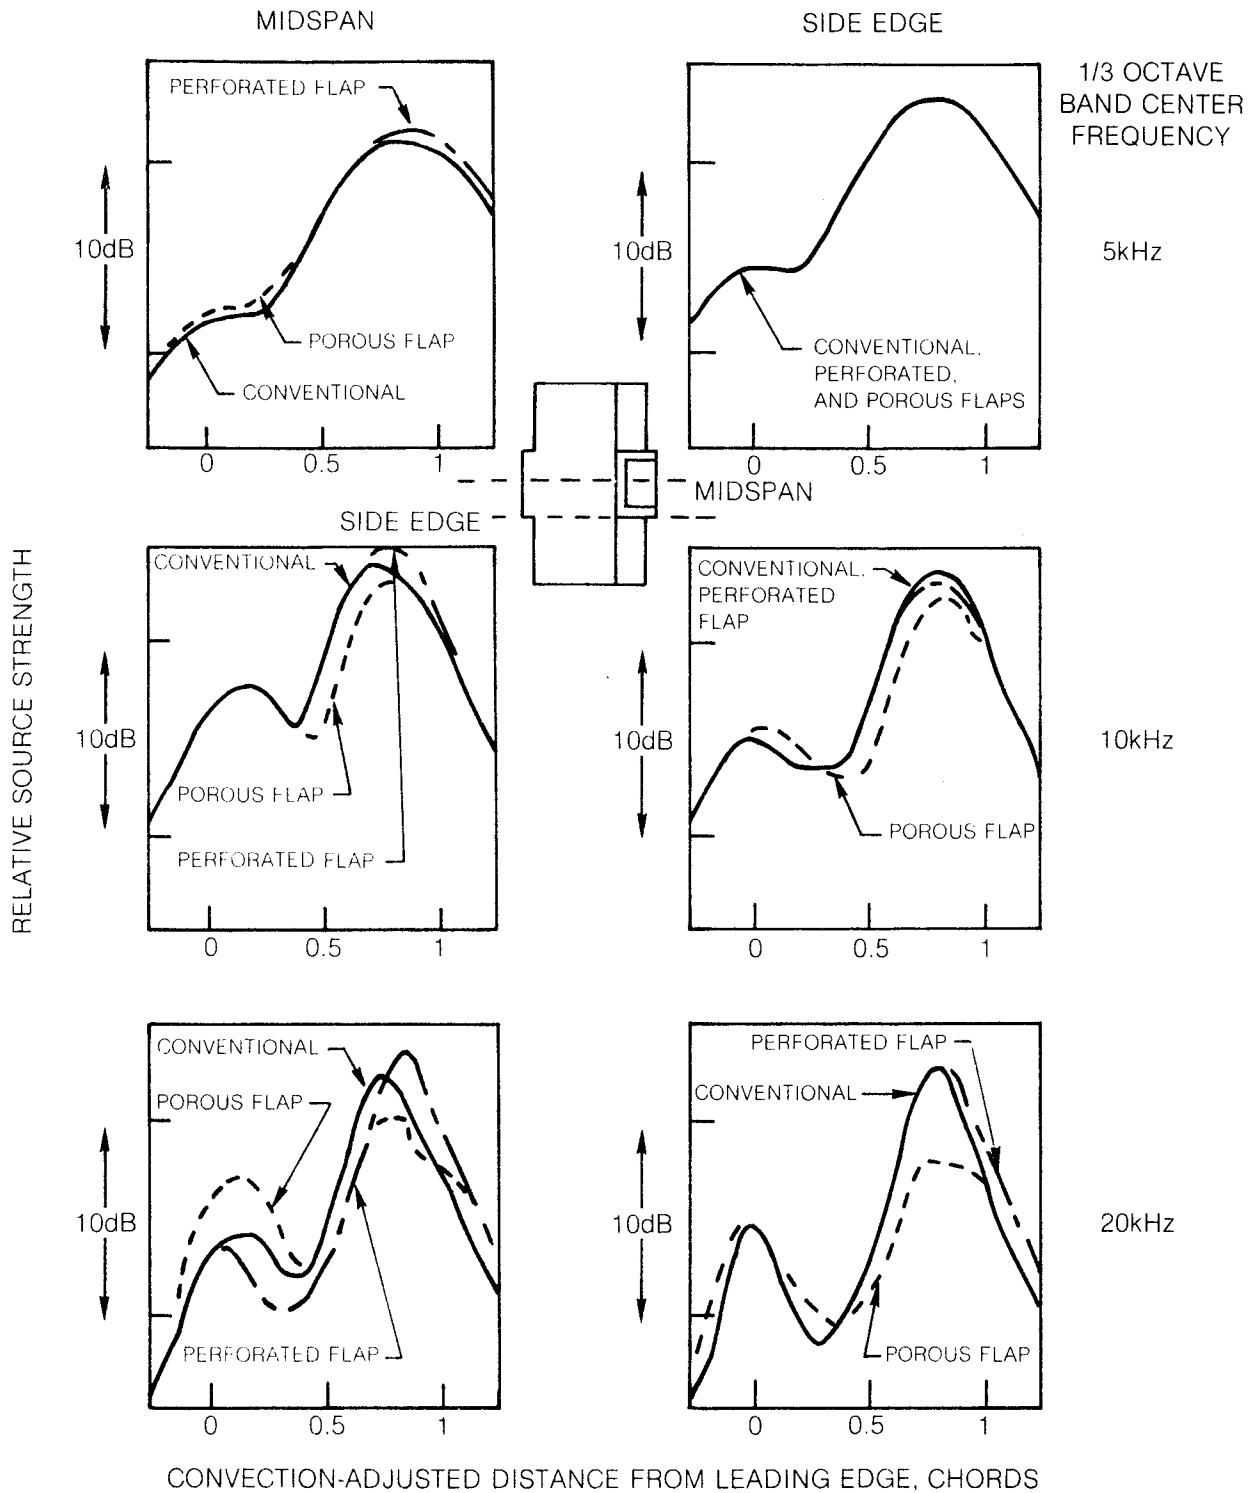 MIDSPAN
SIDE EDGE
1/3 OCTAVE
BAND CENTER
FREQUENCY
PERFORATED FLAP
10dB
POROUS FLAP
CONVENTIONAL
0 0.5 1
10dB
CONVENTIONAL,
PERFORATED,
AND POROUS FLAPS
0 0.5 1
5kHz
MIDSPAN
SIDE EDGE
RELATIVE SOURCE STRENGTH
CONVENTIONAL
10dB
POROUS FLAP
PERFORATED FLAP
0 0.5 1
CONVENTIONAL,
PERFORATED
FLAP
10dB
POROUS FLAP
0 0.5 1
10kHz
CONVENTIONAL
POROUS FLAP
10dB
PERFORATED FLAP
0 0.5 1
PERFORATED FLAP
CONVENTIONAL
10dB
POROUS FLAP
0 0.5 1
20kHz
CONVECTION-ADJUSTED DISTANCE FROM LEADING EDGE, CHORDS